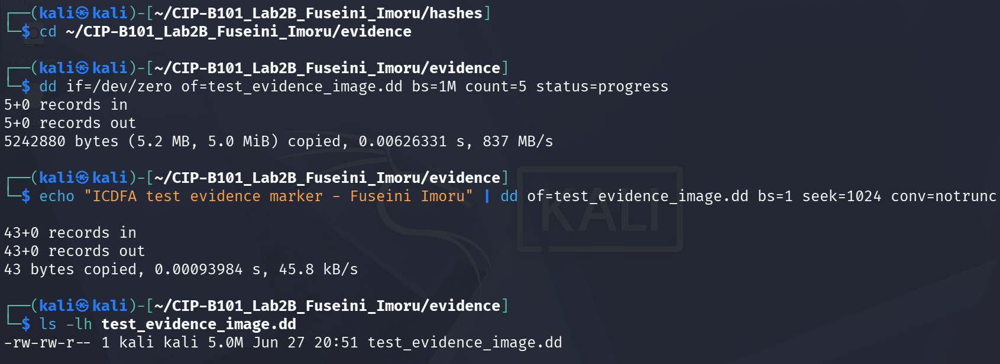 ┌──(kali㉿kali)-[~/CIP-B101_Lab2B_Fuseini_Imoru/hashes]
└─$ cd ~/CIP-B101_Lab2B_Fuseini_Imoru/evidence
┌──(kali㉿kali)-[~/CIP-B101_Lab2B_Fuseini_Imoru/evidence]
└─$ dd if=/dev/zero of=test_evidence_image.dd bs=1M count=5 status=progress
5+0 records in
5+0 records out
5242880 bytes (5.2 MB, 5.0 MiB) copied, 0.00626331 s, 837 MB/s
┌──(kali㉿kali)-[~/CIP-B101_Lab2B_Fuseini_Imoru/evidence]
└─$ echo "ICDFA test evidence marker - Fuseini Imoru" | dd of=test_evidence_image.dd bs=1 seek=1024 conv=notrunc
43+0 records in
43+0 records out
43 bytes copied, 0.00093984 s, 45.8 kB/s
┌──(kali㉿kali)-[~/CIP-B101_Lab2B_Fuseini_Imoru/evidence]
└─$ ls -lh test_evidence_image.dd
-rw-rw-r-- 1 kali kali 5.0M Jun 27 20:51 test_evidence_image.dd
KALI